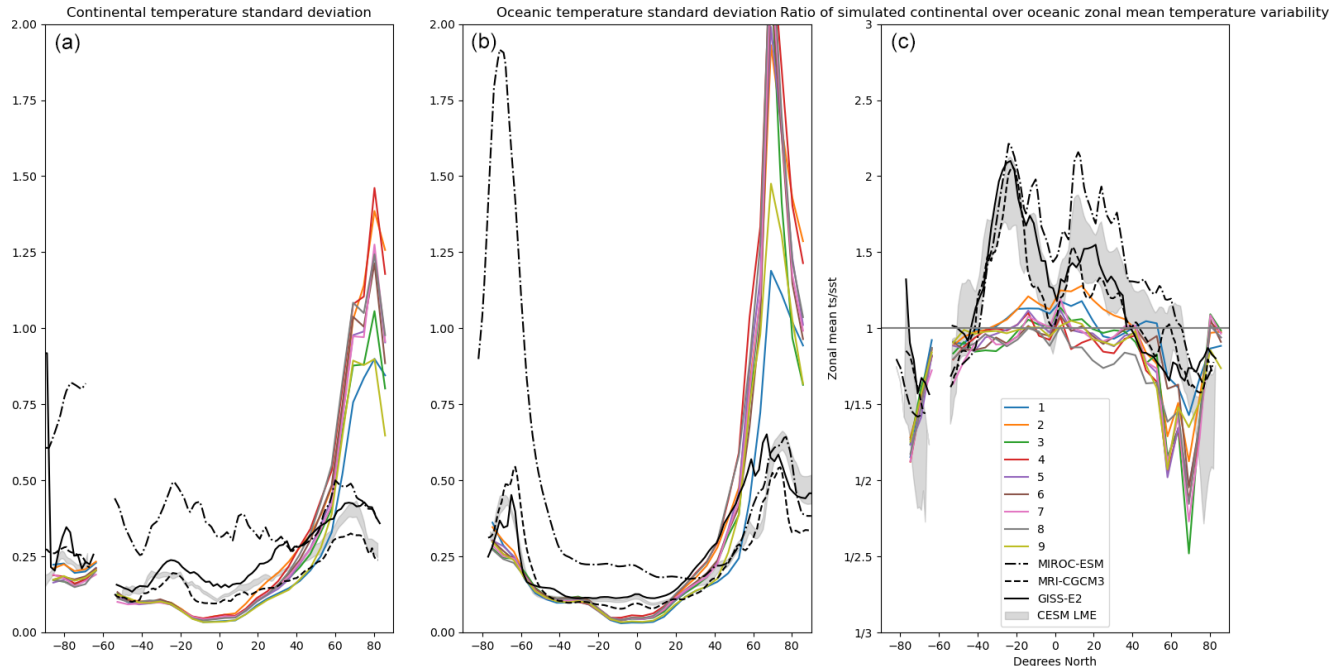 Continental temperature standard deviation
(a)
2.00
1.75
1.50
1.25
1.00
0.75
0.50
0.25
0.00
−80 −60 −40 −20 0 20 40 60 80
Oceanic temperature standard deviation
(b)
2.00
1.75
1.50
1.25
1.00
0.75
0.50
0.25
0.00
−80 −60 −40 −20 0 20 40 60 80
Ratio of simulated continental over oceanic zonal mean temperature variability
(c)
Zonal mean ts/sst
3
2.5
2
1.5
1
1/1.5
1/2
1/2.5
1/3
1
2
3
4
5
6
7
8
9
MIROC-ESM
MRI-CGCM3
GISS-E2
CESM LME
−80 −60 −40 −20 0 20 40 60 80
Degrees North